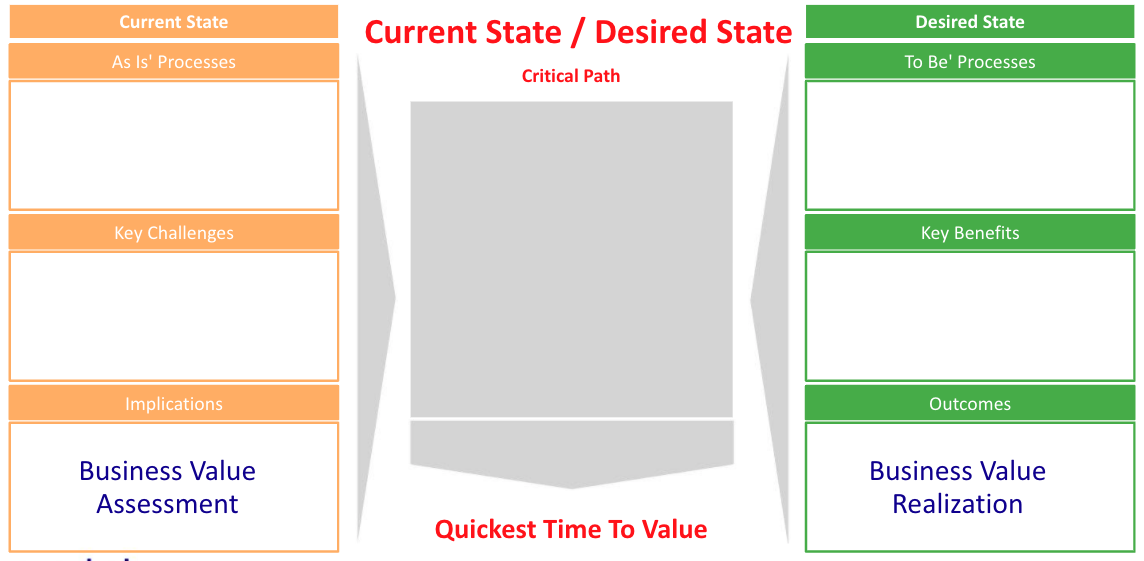 Current State
As Is' Processes
Key Challenges
Implications
Business Value
Assessment
Current State / Desired State
Critical Path
Quickest Time To Value
Desired State
To Be' Processes
Key Benefits
Outcomes
Business Value
Realization